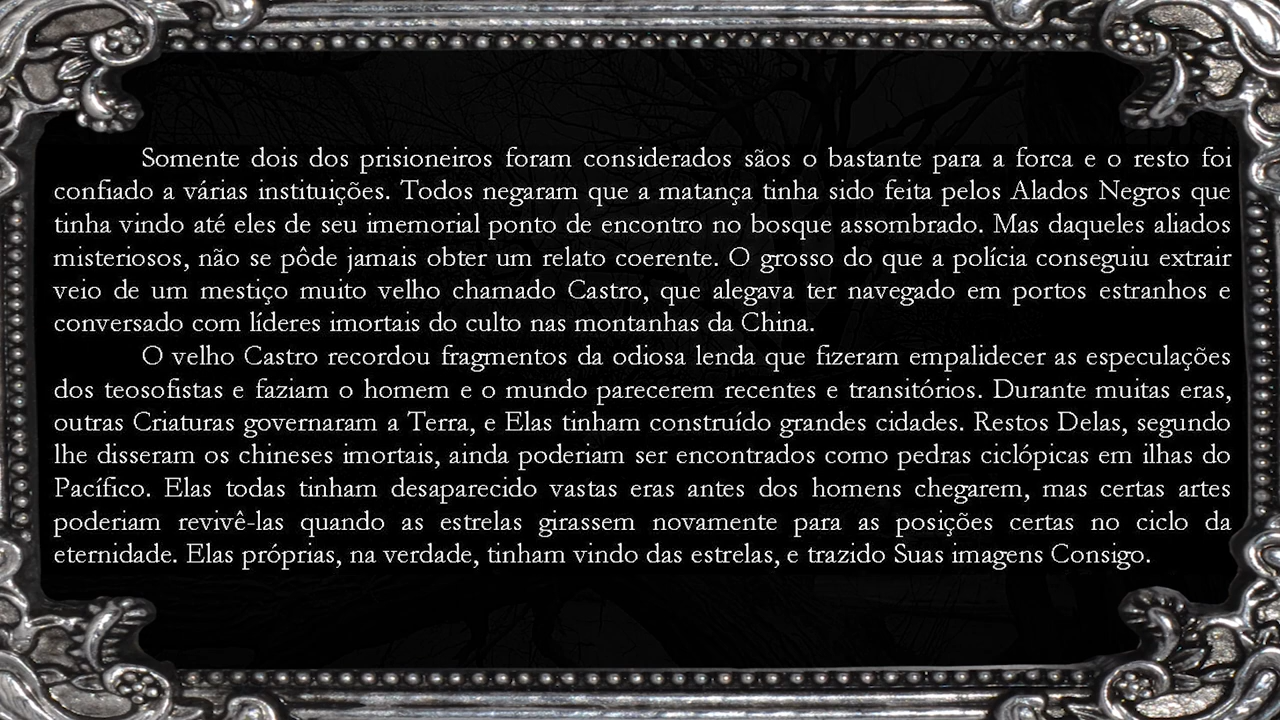 Somente dois dos prisioneiros foram considerados sãos o bastante para a forca e o resto foi
confiado a várias instituições. Todos negaram que a matança tinha sido feita pelos Alados Negros que
tinha vindo até eles de seu imemorial ponto de encontro no bosque assombrado. Mas daqueles aliados
misteriosos, não se pôde jamais obter um relato coerente. O grosso do que a polícia conseguiu extrair
veio de um mestiço muito velho chamado Castro, que alegava ter navegado em portos estranhos e
conversado com líderes imortais do culto nas montanhas da China.
O velho Castro recordou fragmentos da odiosa lenda que fizeram empalidecer as especulações
dos teosofistas e faziam o homem e o mundo parecerem recentes e transitórios. Durante muitas eras,
outras Criaturas governaram a Terra, e Elas tinham construído grandes cidades. Restos Delas, segundo
lhe disseram os chineses imortais, ainda poderiam ser encontrados como pedras ciclópicas em ilhas do
Pacífico. Elas todas tinham desaparecido vastas eras antes dos homens chegarem, mas certas artes
poderiam revivê-las quando as estrelas girassem novamente para as posições certas no ciclo da
eternidade. Elas próprias, na verdade, tinham vindo das estrelas, e trazido Suas imagens Consigo.